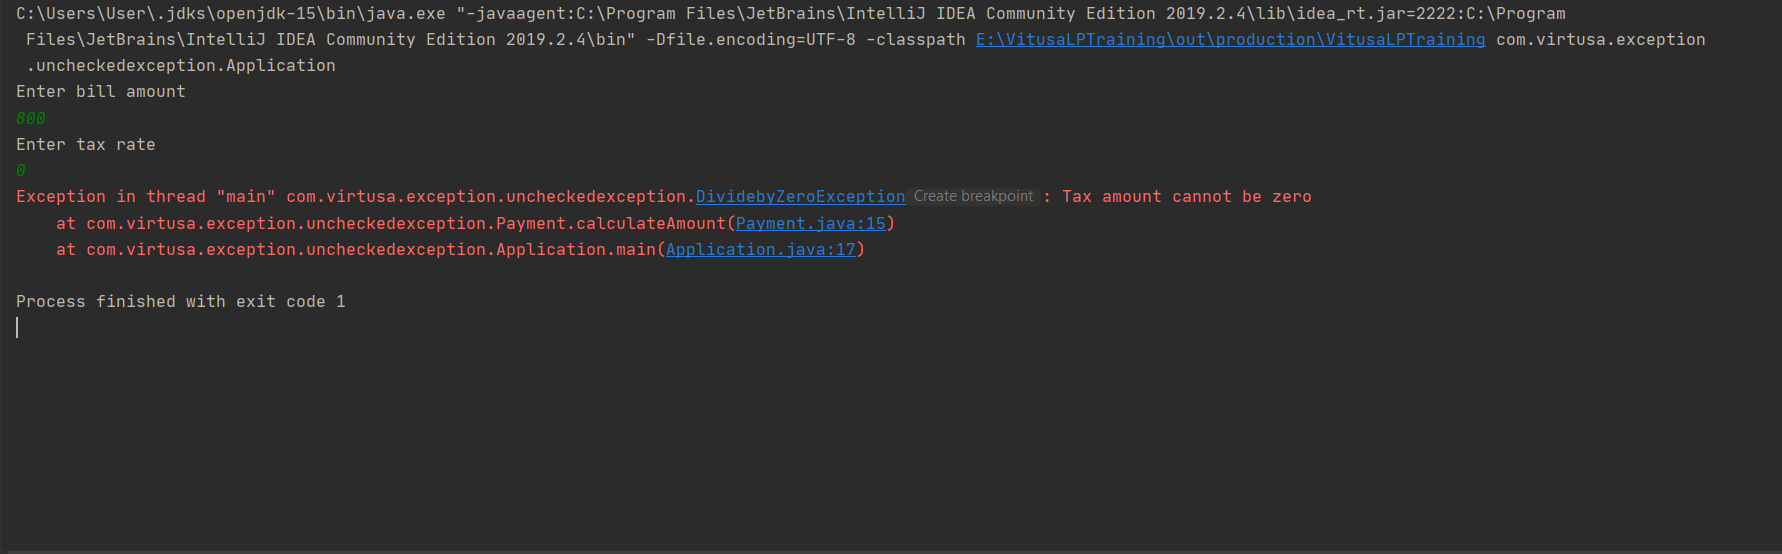 C:\Users\User\.jdks\openjdk-15\bin\java.exe "-javaagent:C:\Program Files\JetBrains\IntelliJ IDEA Community Edition 2019.2.4\lib\idea_rt.jar=2222:C:\Program
Files\JetBrains\IntelliJ IDEA Community Edition 2019.2.4\bin" -Dfile.encoding=UTF-8 -classpath E:\VitusaLPTraining\out\production\VitusaLPTraining com.virtusa.exception
.uncheckedexception.Application
Enter bill amount
800
Enter tax rate
0
Exception in thread "main" com.virtusa.exception.uncheckedexception.DividebyZeroException Create breakpoint : Tax amount cannot be zero
at com.virtusa.exception.uncheckedexception.Payment.calculateAmount(Payment.java:15)
at com.virtusa.exception.uncheckedexception.Application.main(Application.java:17)
Process finished with exit code 1